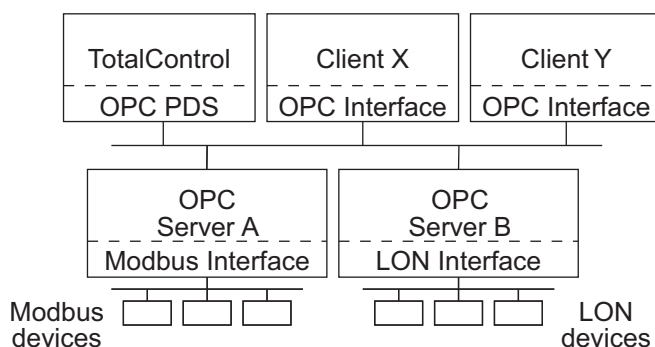 TotalControl
OPC PDS
Client X
OPC Interface
Client Y
OPC Interface
OPC
Server A
Modbus Interface
OPC
Server B
LON Interface
Modbus
devices
LON
devices